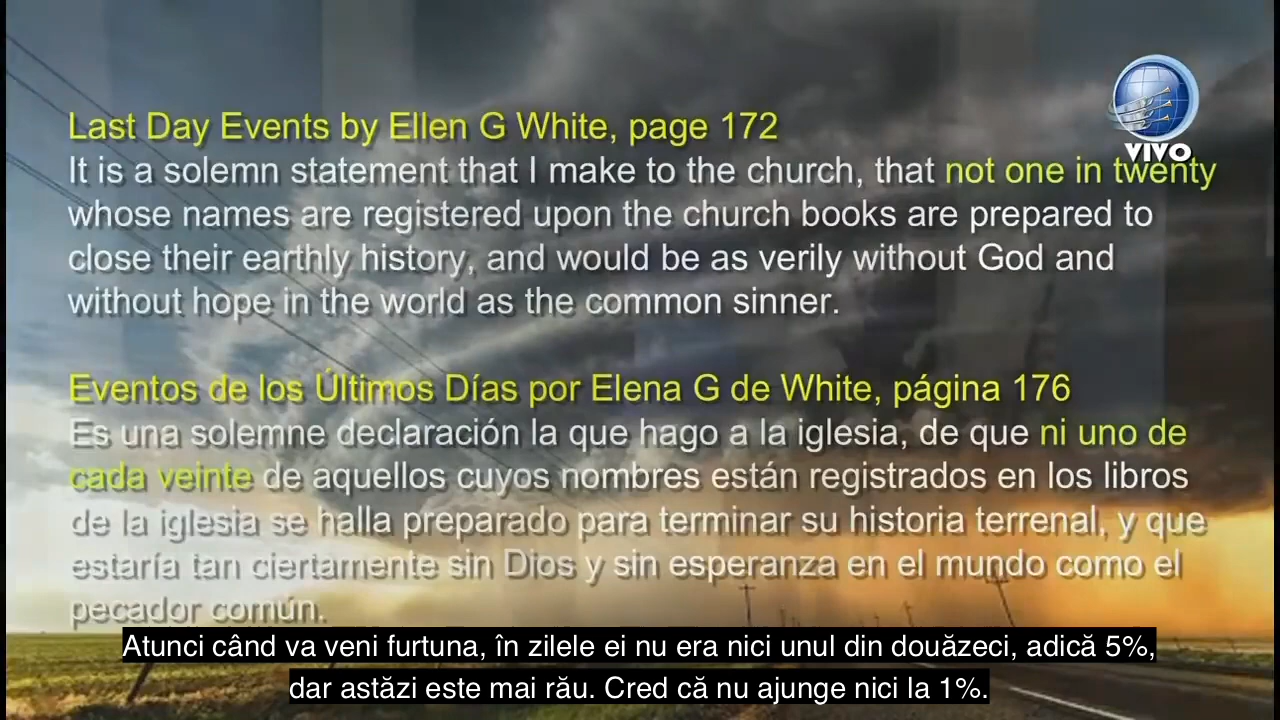 VIVO
Last Day Events by Ellen G White, page 172
It is a solemn statement that I make to the church, that not one in twenty
whose names are registered upon the church books are prepared to
close their earthly history, and would be as verily without God and
without hope in the world as the common sinner.
Eventos de los Últimos Días por Elena G de White, página 176
Es una solemne declaración la que hago a la iglesia, de que ni uno de
cada veinte de aquellos cuyos nombres están registrados en los libros
de la iglesia se halla preparado para terminar su historia terrenal, y que
estaría tan ciertamente sin Dios y sin esperanza en el mundo como el
pecador común.
Atunci când va veni furtuna, în zilele ei nu era nici unul din douăzeci, adică 5%,
dar astăzi este mai rău. Cred că nu ajunge nici la 1%.